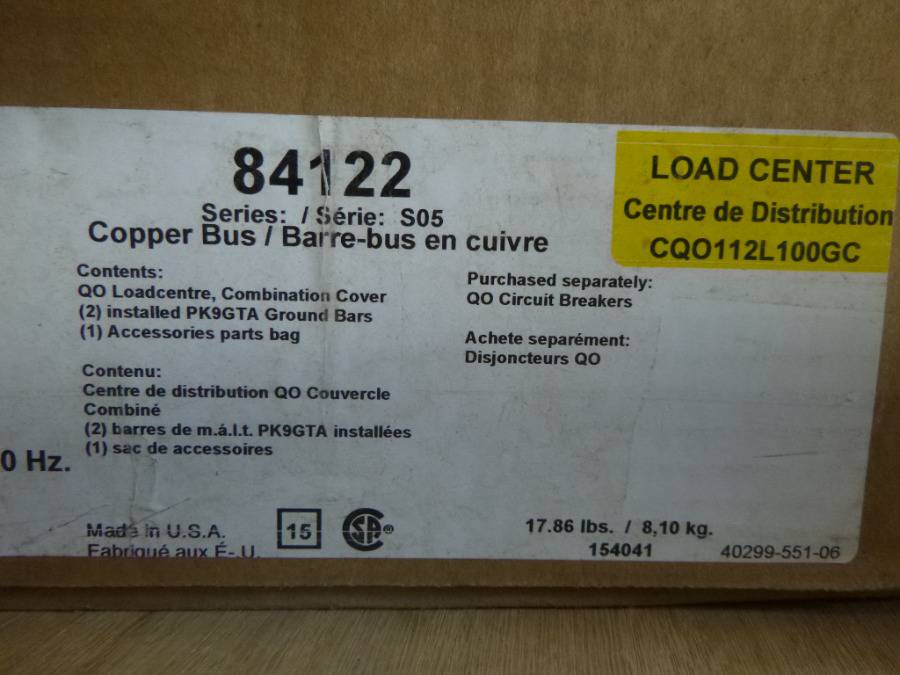 84122
Series: / Série: S05
Copper Bus / Barre-bus en cuivre
LOAD CENTER
Centre de Distribution
CQO112L100GC
Contents:
QO Loadcentre, Combination Cover
(2) installed PK9GTA Ground Bars
(1) Accessories parts bag
Purchased separately:
QO Circuit Breakers
Achete separément:
Disjoncteurs QO
Contenu:
Centre de distribution QO Couvercle
Combiné
(2) barres de m.á.l.t. PK9GTA installées
(1) sac de accessoires
0 Hz.
Made in U.S.A.
Fabriqué aux É-.U.
15
SA®
17.86 lbs. / 8,10 kg.
154041
40299-551-06